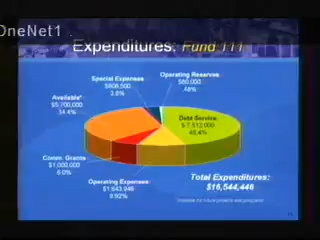 OneNet1
Expenditures: Fund 111
Special Expenses:
$608,500
3.8%
Operating Reserves:
$80,000
.48%
Available*
$5,700,000
34.4%
Debt Service:
$ 7,512,000
45.4%
Comm. Grants
$1,000,000
6.0%
Operating Expenses:
$1,643,946
9.92%
Total Expenditures:
$16,544,446